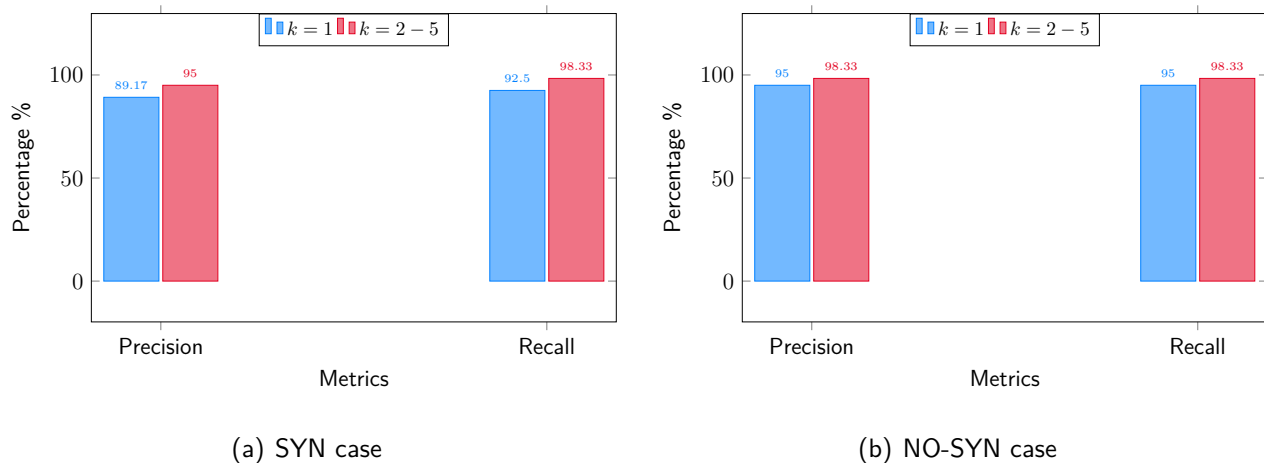 k = 1 k = 2 − 5
100
50
0
Percentage %
89.17
95
92.5
98.33
Precision
Recall
Metrics
(a) SYN case
k = 1 k = 2 − 5
100
50
0
Percentage %
95
98.33
95
98.33
Precision
Recall
Metrics
(b) NO-SYN case